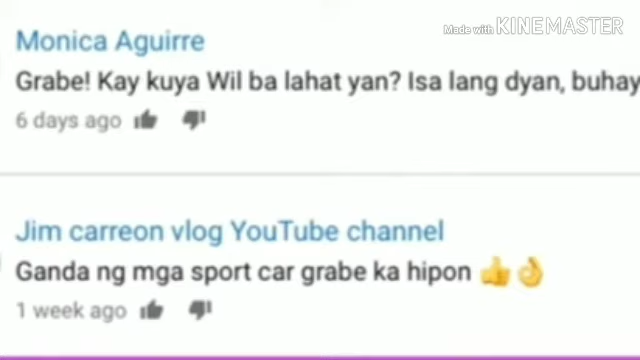 Made with KINEMASTER
Monica Aguirre
Grabe! Kay kuya Wil ba lahat yan? Isa lang dyan, buhay
6 days ago
Jim carreon vlog YouTube channel
Ganda ng mga sport car grabe ka hipon 👍👌
1 week ago